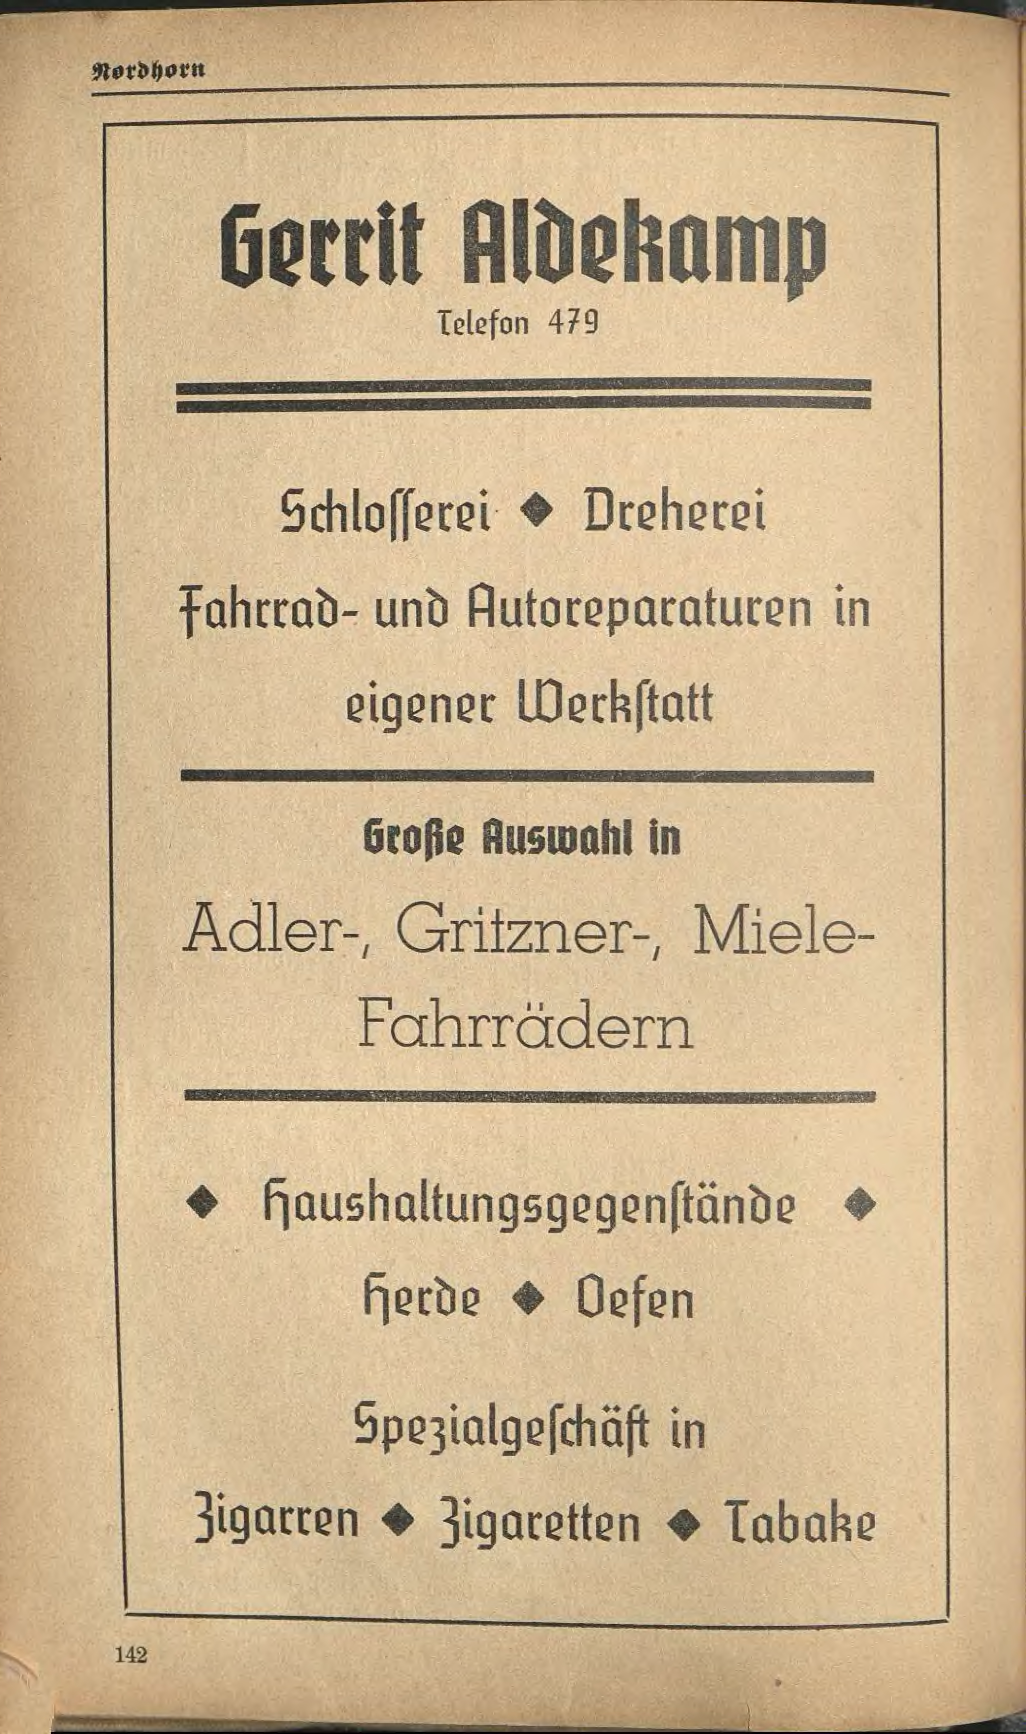 Nordhorn
Gerrit Aldekamp
Telefon 479
Schloſſerei ◆ Dreherei
Fahrrad- und Autoreparaturen in
eigener Werkſtatt
Große Auswahl in
Adler-, Gritzner-, Miele-
Fahrrädern
◆ Haushaltungsgegenſtände ◆
Herde ◆ Oefen
Spezialgeſchäft in
Zigarren ◆ Zigaretten ◆ Tabake
142